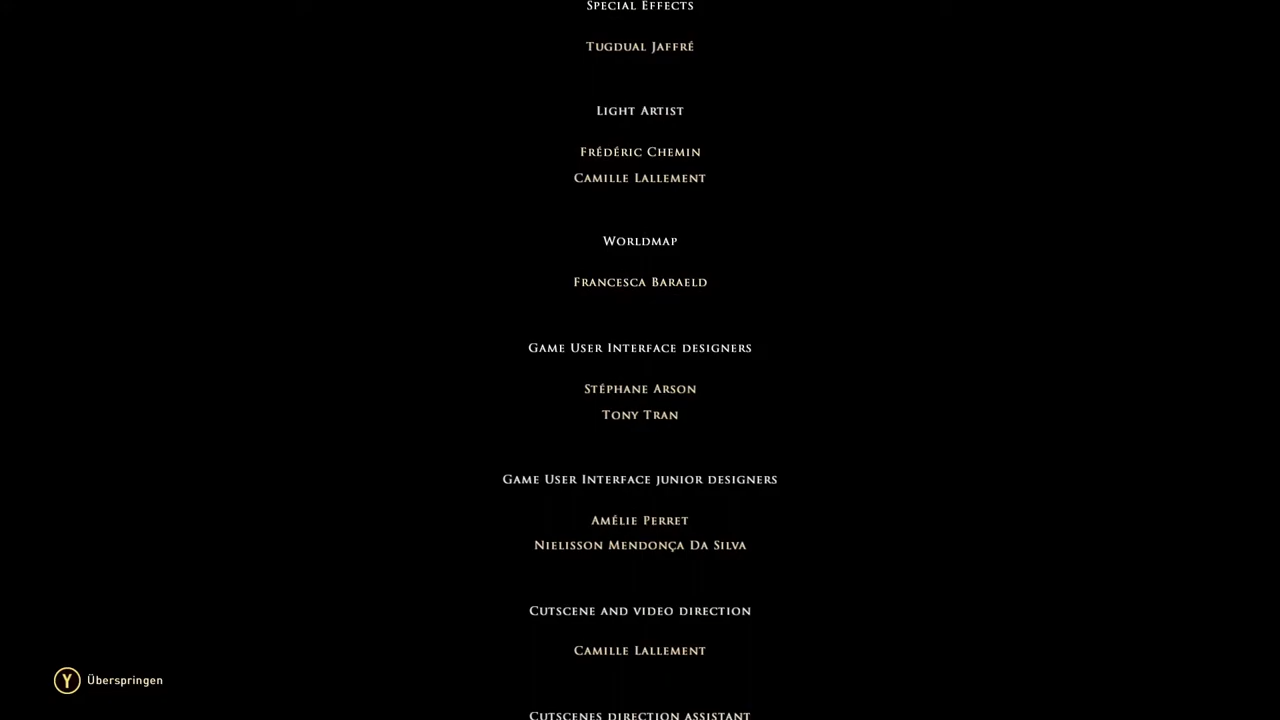 Special Effects
Tugdual Jaffré
Light Artist
Frédéric Chemin
Camille Lallement
Worldmap
Francesca Baraeld
Game User Interface designers
Stéphane Arson
Tony Tran
Game User Interface junior designers
Amélie Perret
Nielisson Mendonça Da Silva
Cutscene and video direction
Camille Lallement
Y Überspringen
Cutscenes direction assistant